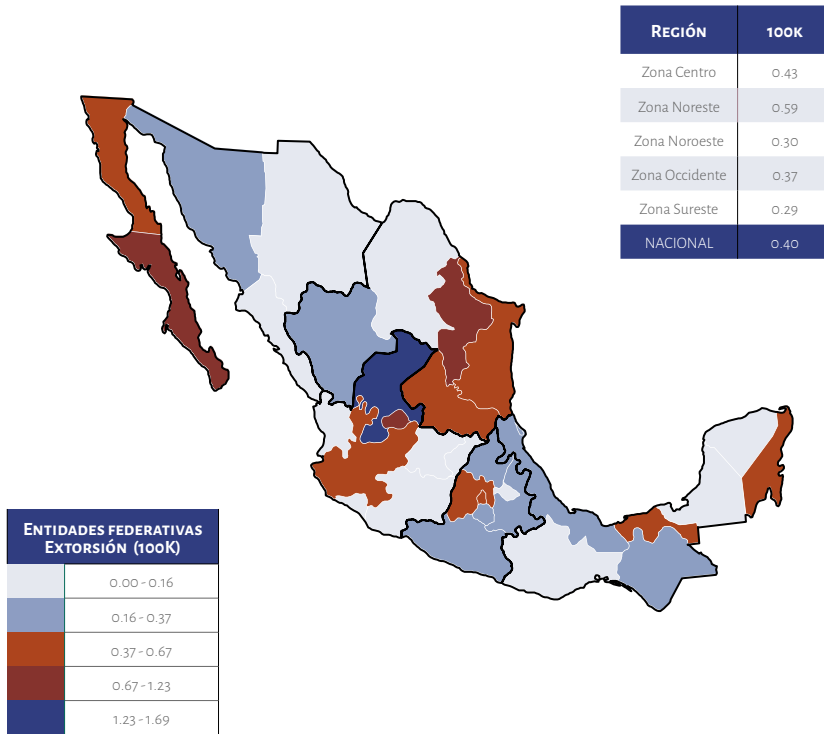 Región 100k
Zona Centro 0.43
Zona Noreste 0.59
Zona Noroeste 0.30
Zona Occidente 0.37
Zona Sureste 0.29
NACIONAL 0.40
Entidades federativas
Extorsión (100K)
0.00 - 0.16
0.16 - 0.37
0.37 - 0.67
0.67 - 1.23
1.23 - 1.69